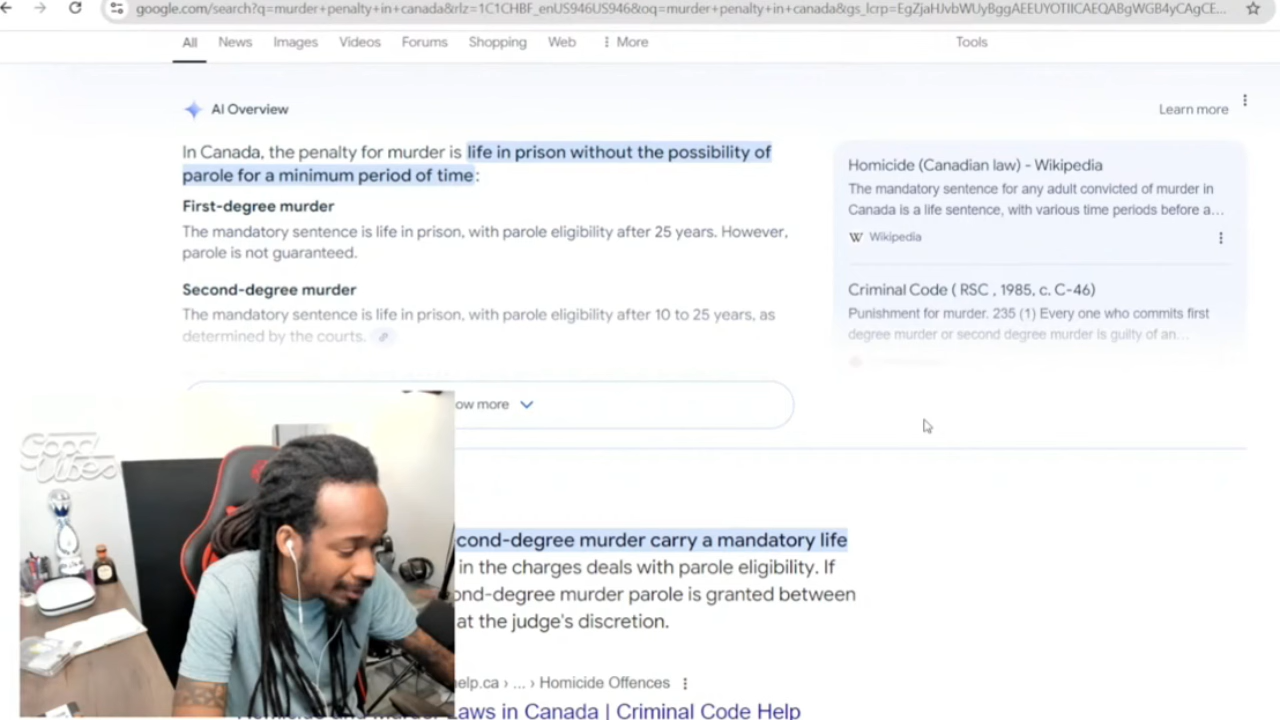 google.com/search?q=murder+penalty+in+canada&rlz=1C1CHBF_enUS946US946&oq=murder+penalty+in+canada&gs_lcrp=EgZjaHJvbWUyBggAEEUYOTIICAEQABgWGB4yCAgCE...
All News Images Videos Forums Shopping Web More Tools
AI Overview
Learn more
In Canada, the penalty for murder is life in prison without the possibility of
parole for a minimum period of time:
First-degree murder
The mandatory sentence is life in prison, with parole eligibility after 25 years. However,
parole is not guaranteed.
Second-degree murder
The mandatory sentence is life in prison, with parole eligibility after 10 to 25 years, as
determined by the courts.
ow more
Homicide (Canadian law) - Wikipedia
The mandatory sentence for any adult convicted of murder in
Canada is a life sentence, with various time periods before a...
W Wikipedia
Criminal Code ( RSC , 1985, c. C-46)
Punishment for murder. 235 (1) Every one who commits first
degree murder or second degree murder is guilty of an...
Good
Vibes
cond-degree murder carry a mandatory life
in the charges deals with parole eligibility. If
ond-degree murder parole is granted between
at the judge's discretion.
elp.ca › ... › Homicide Offences
Homicide and Murder Laws in Canada | Criminal Code Help